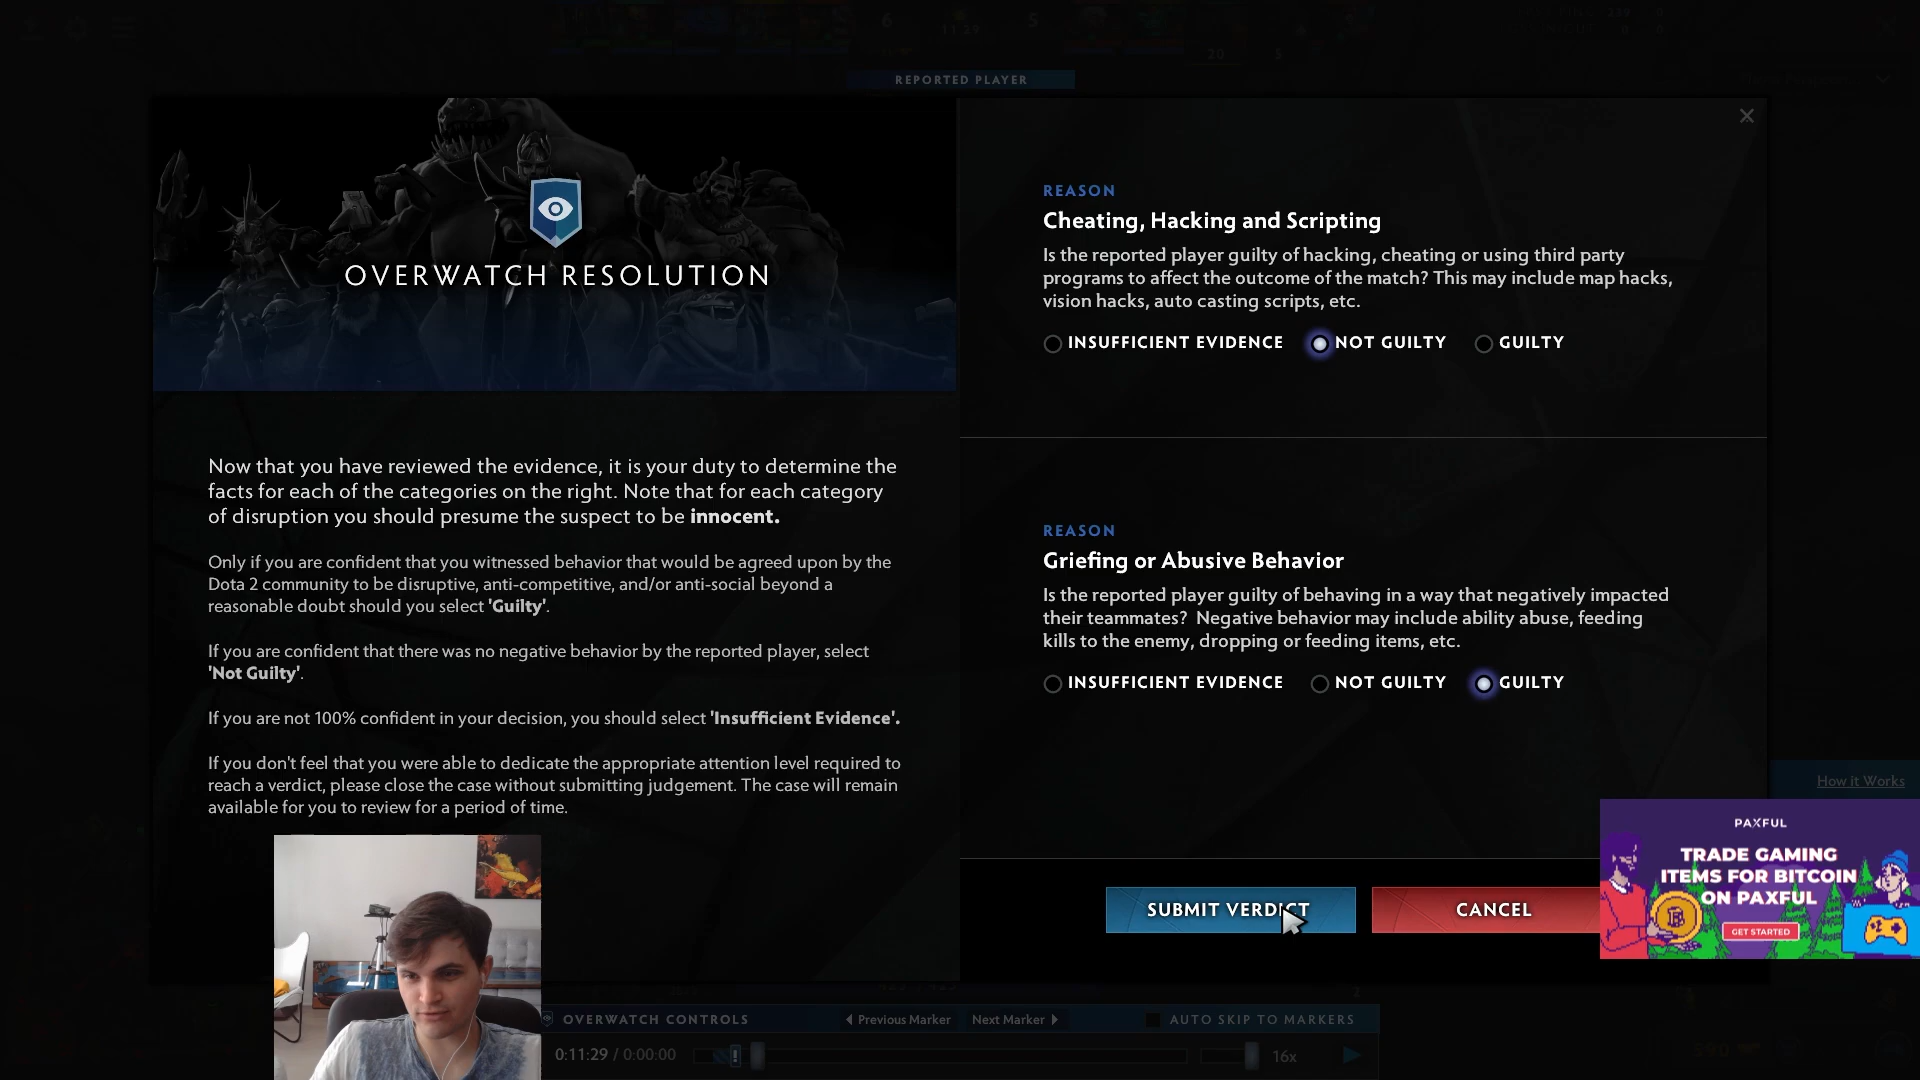 6
11:29
5
20
REPORTED PLAYER
OVERWATCH RESOLUTION
Now that you have reviewed the evidence, it is your duty to determine the
facts for each of the categories on the right. Note that for each category
of disruption you should presume the suspect to be innocent.
Only if you are confident that you witnessed behavior that would be agreed upon by the
Dota 2 community to be disruptive, anti-competitive, and/or anti-social beyond a
reasonable doubt should you select 'Guilty'.
If you are confident that there was no negative behavior by the reported player, select
'Not Guilty'.
If you are not 100% confident in your decision, you should select 'Insufficient Evidence'.
If you don't feel that you were able to dedicate the appropriate attention level required to
reach a verdict, please close the case without submitting judgement. The case will remain
available for you to review for a period of time.
REASON
Cheating, Hacking and Scripting
Is the reported player guilty of hacking, cheating or using third party
programs to affect the outcome of the match? This may include map hacks,
vision hacks, auto casting scripts, etc.
INSUFFICIENT EVIDENCE NOT GUILTY GUILTY
REASON
Griefing or Abusive Behavior
Is the reported player guilty of behaving in a way that negatively impacted
their teammates? Negative behavior may include ability abuse, feeding
kills to the enemy, dropping or feeding items, etc.
INSUFFICIENT EVIDENCE NOT GUILTY GUILTY
SUBMIT VERDICT CANCEL
How it Works
PAXFUL
TRADE GAMING
ITEMS FOR BITCOIN
ON PAXFUL
GET STARTED
OVERWATCH CONTROLS Previous Marker Next Marker AUTO SKIP TO MARKERS
0:11:29 / 0:00:00 16x
590